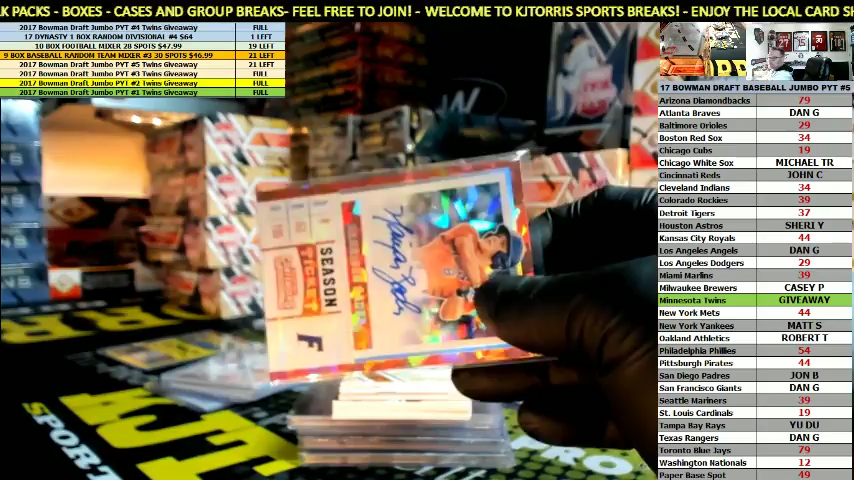 K PACKS - BOXES - CASES AND GROUP BREAKS- FEEL FREE TO JOIN! - WELCOME TO KJTORRIS SPORTS BREAKS! - ENJOY THE LOCAL CARD
2017 Bowman Draft Jumbo PYT #4 Twins Giveaway FULL
17 DYNASTY 1 BOX RANDOM DIVISIONAL #4 $64 1 LEFT
10 BOX FOOTBALL MIXER 28 SPOTS $47.99 19 LEFT
9 BOX BASEBALL RANDOM TEAM MIXER #3 30 SPOTS $46.99 21 LEFT
2017 Bowman Draft Jumbo PYT #5 Twins Giveaway 21 LEFT
2017 Bowman Draft Jumbo PYT #3 Twins Giveaway FULL
2017 Bowman Draft Jumbo PYT #2 Twins Giveaway FULL
2017 Bowman Draft Jumbo PYT #1 Twins Giveaway FULL
17 BOWMAN DRAFT BASEBALL JUMBO PYT #5
Arizona Diamondbacks 79
Atlanta Braves DAN G
Baltimore Orioles 29
Boston Red Sox 34
Chicago Cubs 19
Chicago White Sox MICHAEL TR
Cincinnati Reds JOHN C
Cleveland Indians 34
Colorado Rockies 39
Detroit Tigers 37
Houston Astros SHERI Y
Kansas City Royals 44
Los Angeles Angels DAN G
Los Angeles Dodgers 29
Miami Marlins 39
Milwaukee Brewers CASEY P
Minnesota Twins GIVEAWAY
New York Mets 44
New York Yankees MATT S
Oakland Athletics ROBERT T
Philadelphia Phillies 54
Pittsburgh Pirates 44
San Diego Padres JON B
San Francisco Giants DAN G
Seattle Mariners 39
St. Louis Cardinals 19
Tampa Bay Rays YU DU
Texas Rangers DAN G
Toronto Blue Jays 79
Washington Nationals 12
Paper Base Spot 49
SEASON
TICKET
F
KJT
SPORT
PRO